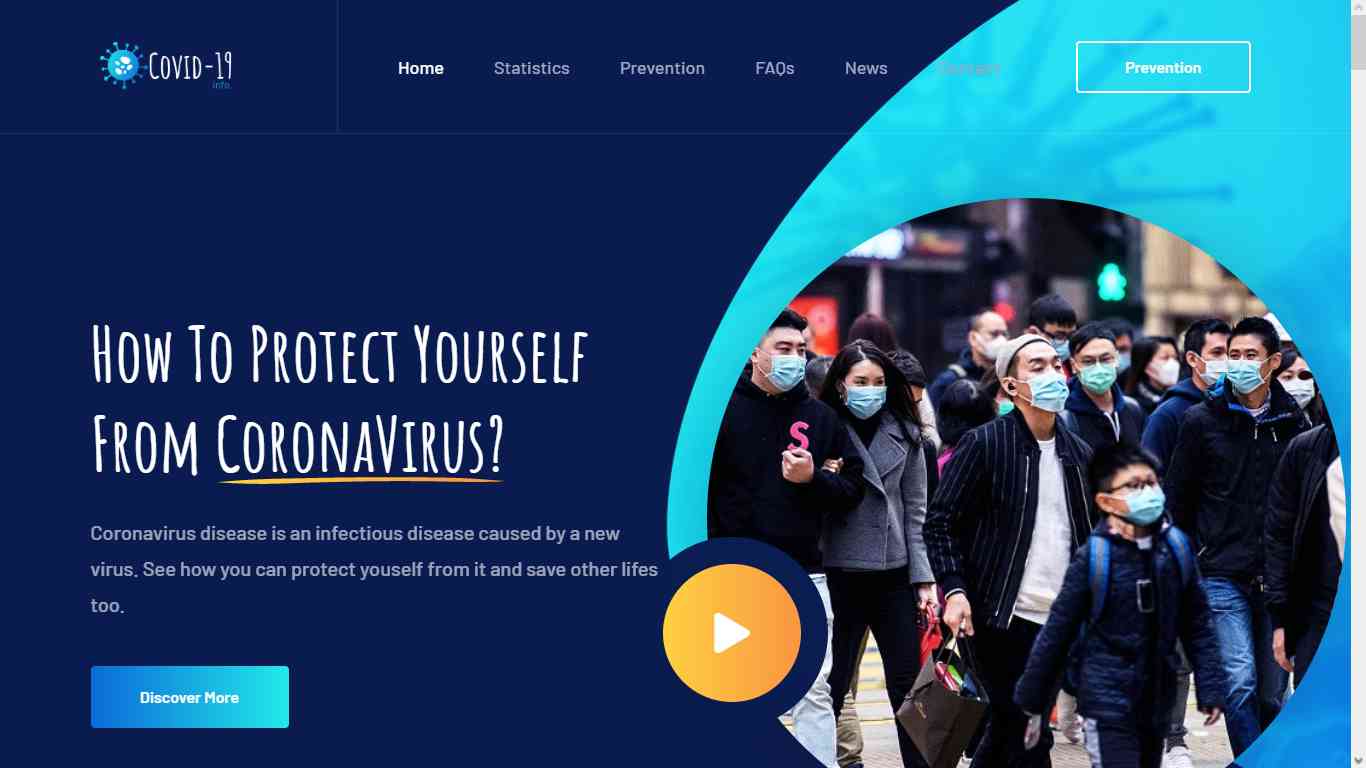 Covid-19
info.
Home Statistics Prevention FAQs News Contact
Prevention
How To Protect Yourself
From CoronaVirus?
Coronavirus disease is an infectious disease caused by a new
virus. See how you can protect youself from it and save other lifes
too.
Discover More
S